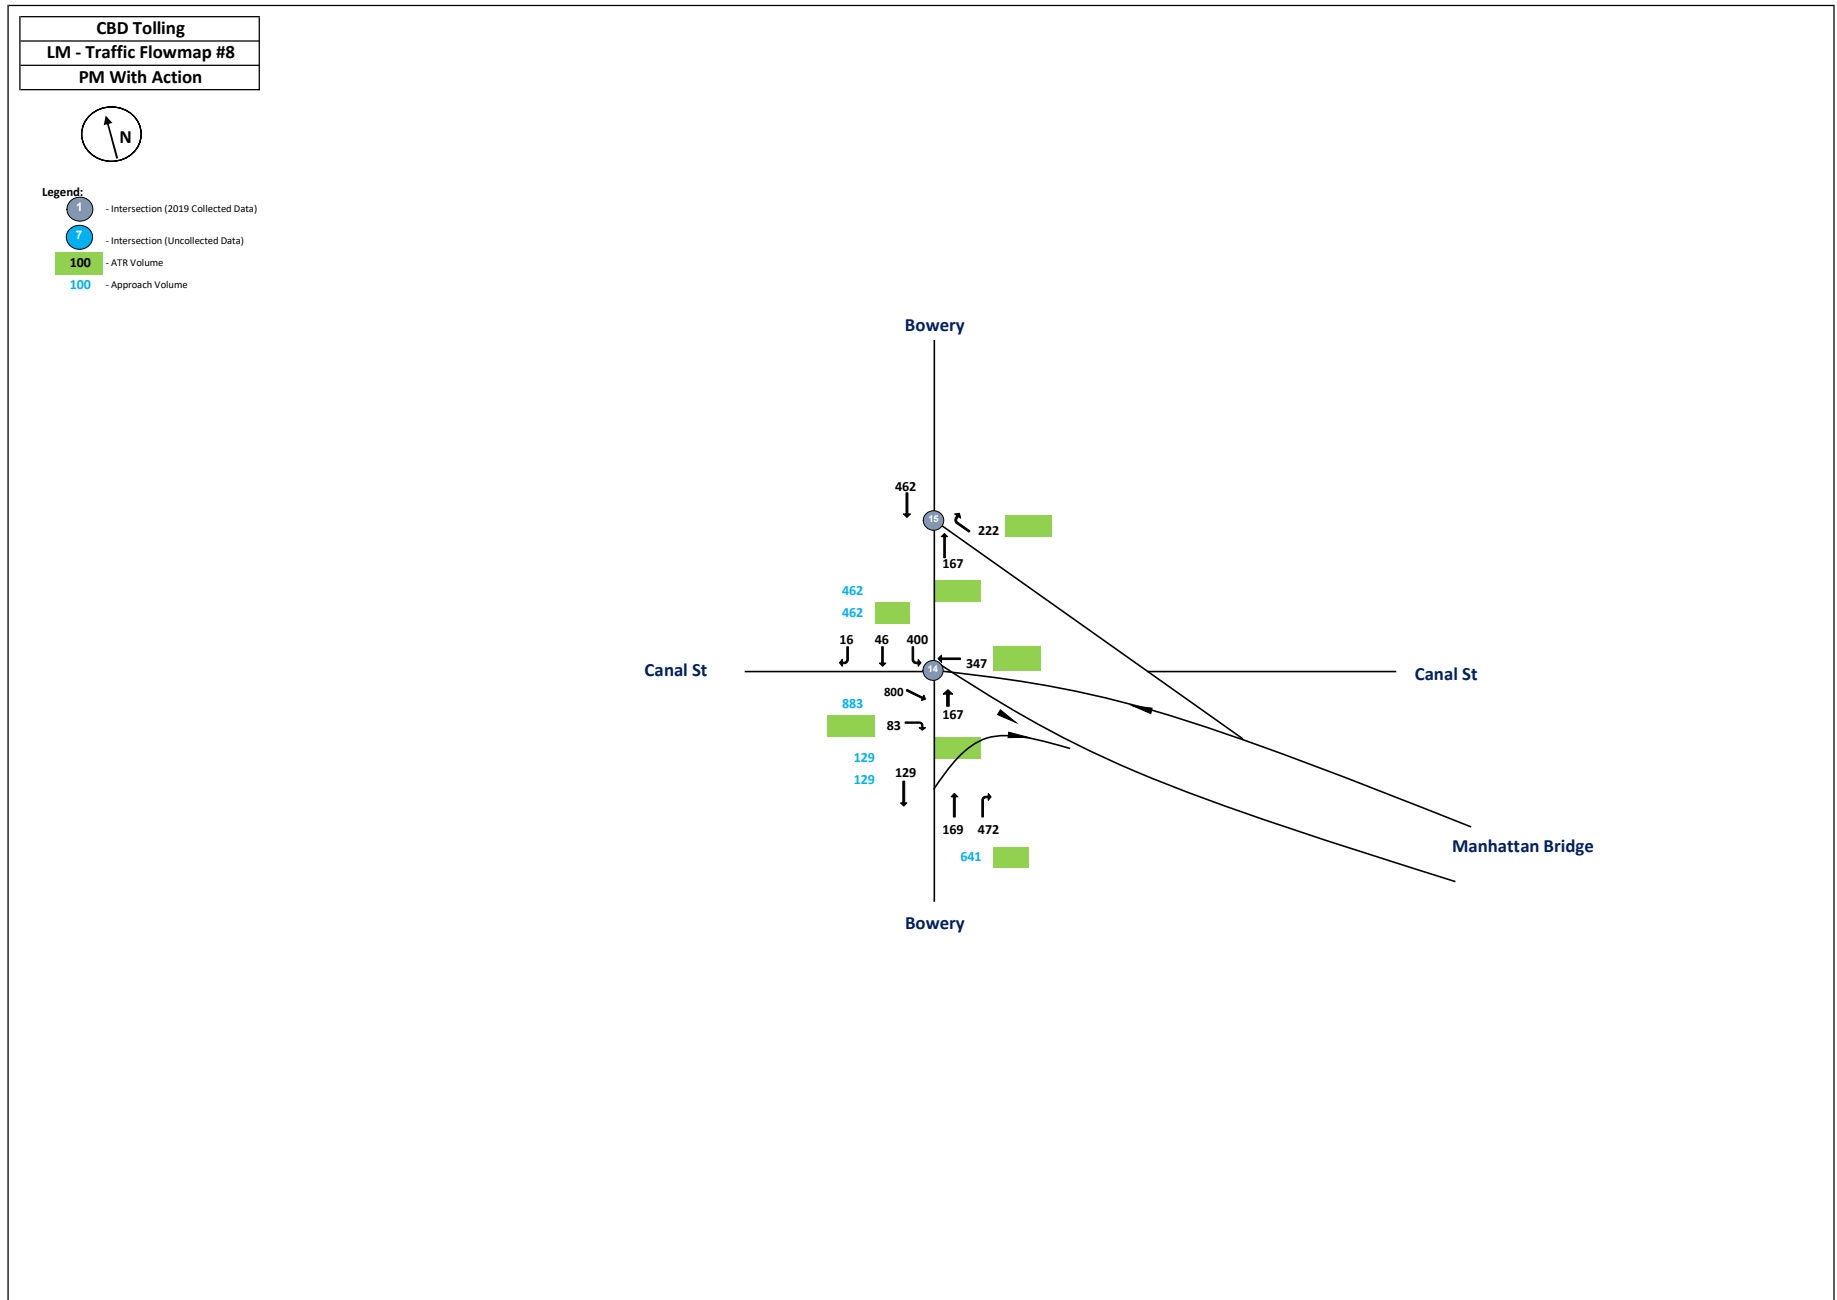 CBD Tolling
LM - Traffic Flowmap #8
PM With Action
N
Legend:
1 - Intersection (2019 Collected Data)
7 - Intersection (Uncollected Data)
100 - ATR Volume
100 - Approach Volume
Bowery
462
15
222
167
462
462
16 46 400
347
Canal St
14
Canal St
800
883
167
83
129
129
129
169 472
Manhattan Bridge
641
Bowery